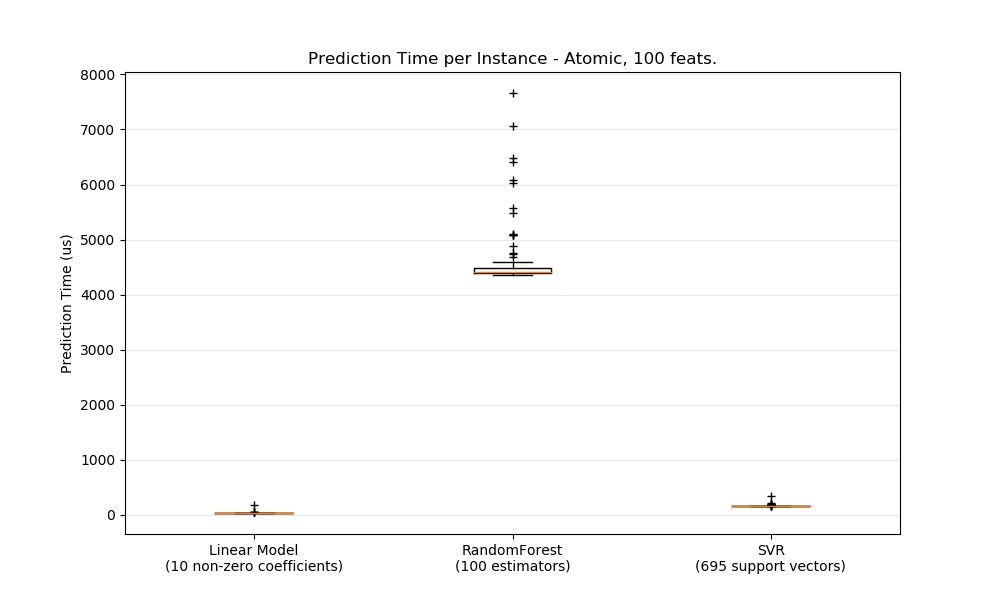 Prediction Time per Instance - Atomic, 100 feats.
8000
7000
6000
5000
4000
3000
2000
1000
0
Prediction Time (us)
Linear Model
(10 non-zero coefficients)
RandomForest
(100 estimators)
SVR
(695 support vectors)